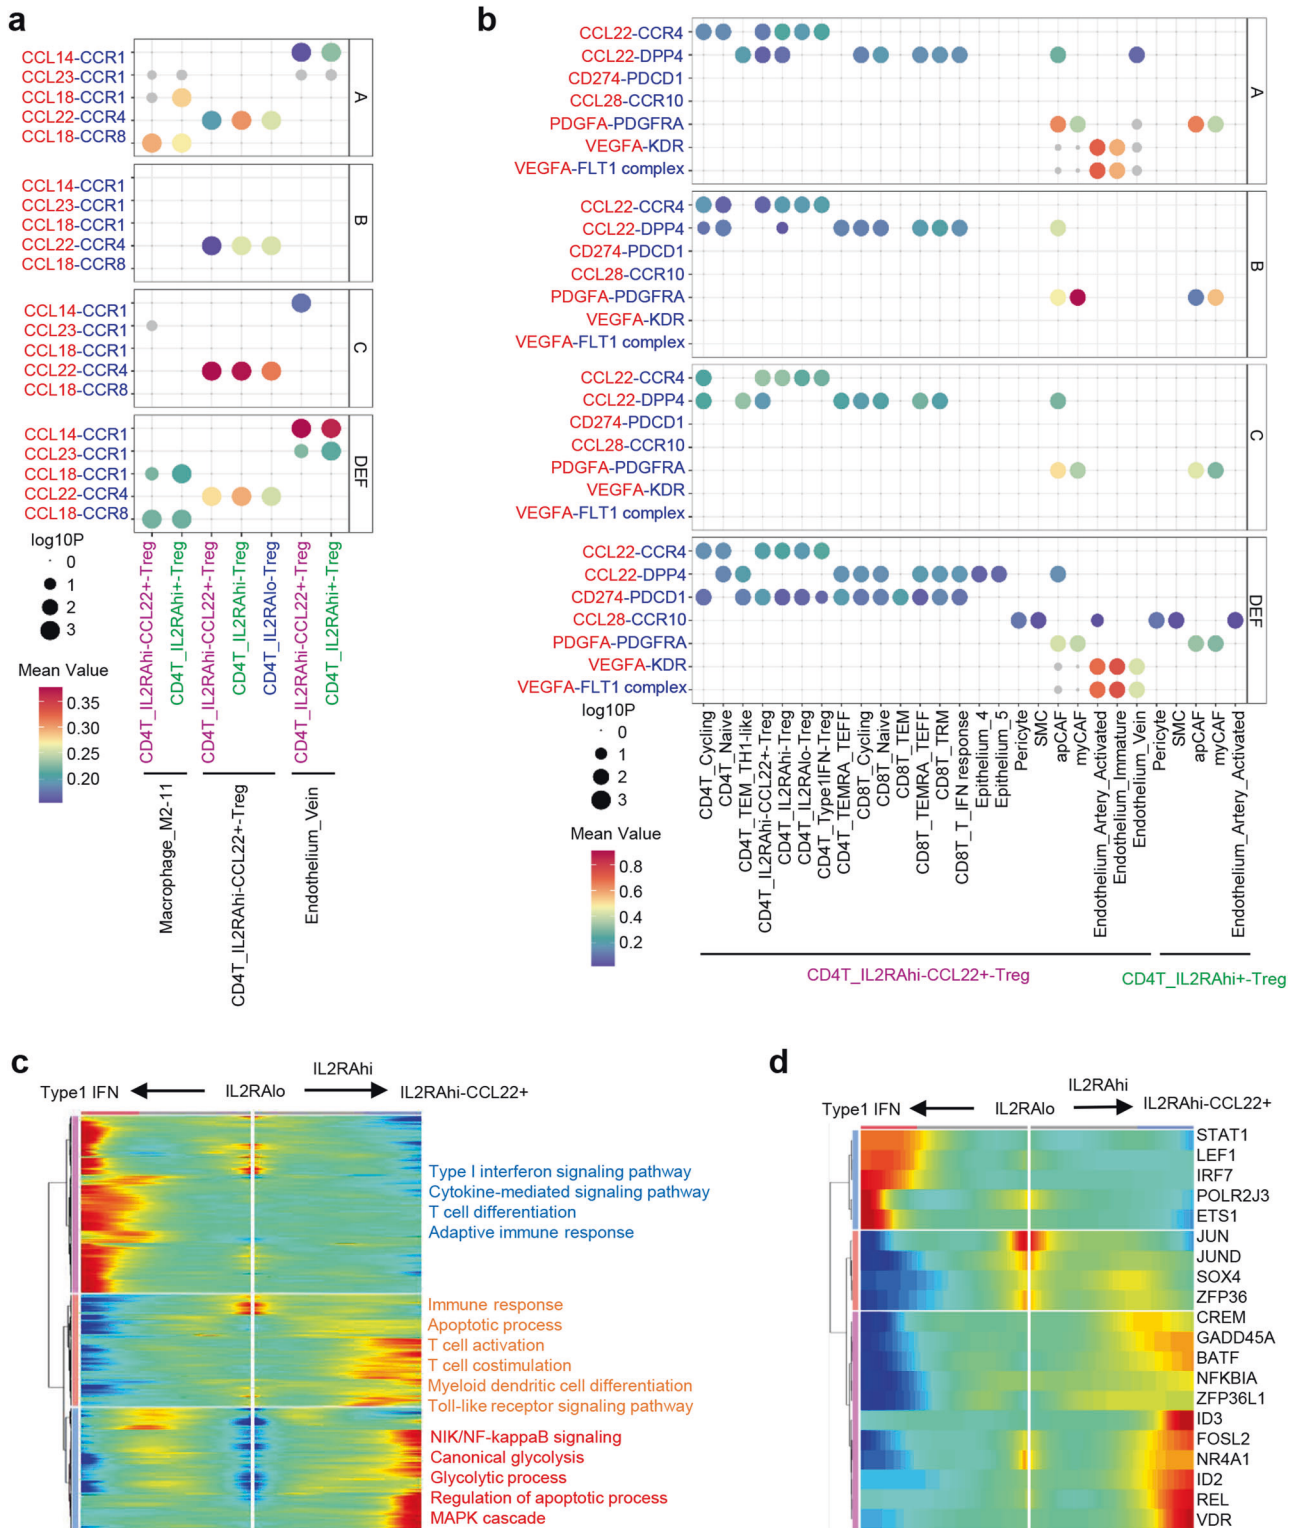 a
CCL14-CCR1
CCL23-CCR1
CCL18-CCR1
CCL22-CCR4
CCL18-CCR8
A
CCL14-CCR1
CCL23-CCR1
CCL18-CCR1
CCL22-CCR4
CCL18-CCR8
B
CCL14-CCR1
CCL23-CCR1
CCL18-CCR1
CCL22-CCR4
CCL18-CCR8
C
CCL14-CCR1
CCL23-CCR1
CCL18-CCR1
CCL22-CCR4
CCL18-CCR8
DEF
log10P
0
1
2
3
Mean Value
0.35
0.30
0.25
0.20
CD4T_IL2RAhi-CCL22+-Treg
CD4T_IL2RAhi+-Treg
CD4T_IL2RAhi-CCL22+-Treg
CD4T_IL2RAhi-Treg
CD4T_IL2RAlo-Treg
CD4T_IL2RAhi-CCL22+-Treg
CD4T_IL2RAhi+-Treg
Macrophage_M2-11
CD4T_IL2RAhi-CCL22+-Treg
Endothelium_Vein
b
CCL22-CCR4
CCL22-DPP4
CD274-PDCD1
CCL28-CCR10
PDGFA-PDGFRA
VEGFA-KDR
VEGFA-FLT1 complex
A
CCL22-CCR4
CCL22-DPP4
CD274-PDCD1
CCL28-CCR10
PDGFA-PDGFRA
VEGFA-KDR
VEGFA-FLT1 complex
B
CCL22-CCR4
CCL22-DPP4
CD274-PDCD1
CCL28-CCR10
PDGFA-PDGFRA
VEGFA-KDR
VEGFA-FLT1 complex
C
CCL22-CCR4
CCL22-DPP4
CD274-PDCD1
CCL28-CCR10
PDGFA-PDGFRA
VEGFA-KDR
VEGFA-FLT1 complex
DEF
log10P
0
1
2
3
Mean Value
0.8
0.6
0.4
0.2
CD4T_Cycling
CD4T_Naive
CD4T_TEM_TH1-like
CD4T_IL2RAhi-CCL22+-Treg
CD4T_IL2RAhi-Treg
CD4T_IL2RAlo-Treg
CD4T_Type1IFN-Treg
CD4T_TEMRA_TEFF
CD8T_Cycling
CD8T_Naive
CD8T_TEM
CD8T_TEMRA_TEFF
CD8T_TRM
CD8T_T_IFN response
Epithelium_4
Epithelium_5
Pericyte
SMC
apCAF
myCAF
Endothelium_Artery_Activated
Endothelium_Immature
Endothelium_Vein
Pericyte
SMC
apCAF
myCAF
Endothelium_Artery_Activated
CD4T_IL2RAhi-CCL22+-Treg
CD4T_IL2RAhi+-Treg
c
Type1 IFN
IL2RAlo
IL2RAhi
IL2RAhi-CCL22+
Type I interferon signaling pathway
Cytokine-mediated signaling pathway
T cell differentiation
Adaptive immune response
Immune response
Apoptotic process
T cell activation
T cell costimulation
Myeloid dendritic cell differentiation
Toll-like receptor signaling pathway
NIK/NF-kappaB signaling
Canonical glycolysis
Glycolytic process
Regulation of apoptotic process
MAPK cascade
d
Type1 IFN
IL2RAlo
IL2RAhi
IL2RAhi-CCL22+
STAT1
LEF1
IRF7
POLR2J3
ETS1
JUN
JUND
SOX4
ZFP36
CREM
GADD45A
BATF
NFKBIA
ZFP36L1
ID3
FOSL2
NR4A1
ID2
REL
VDR